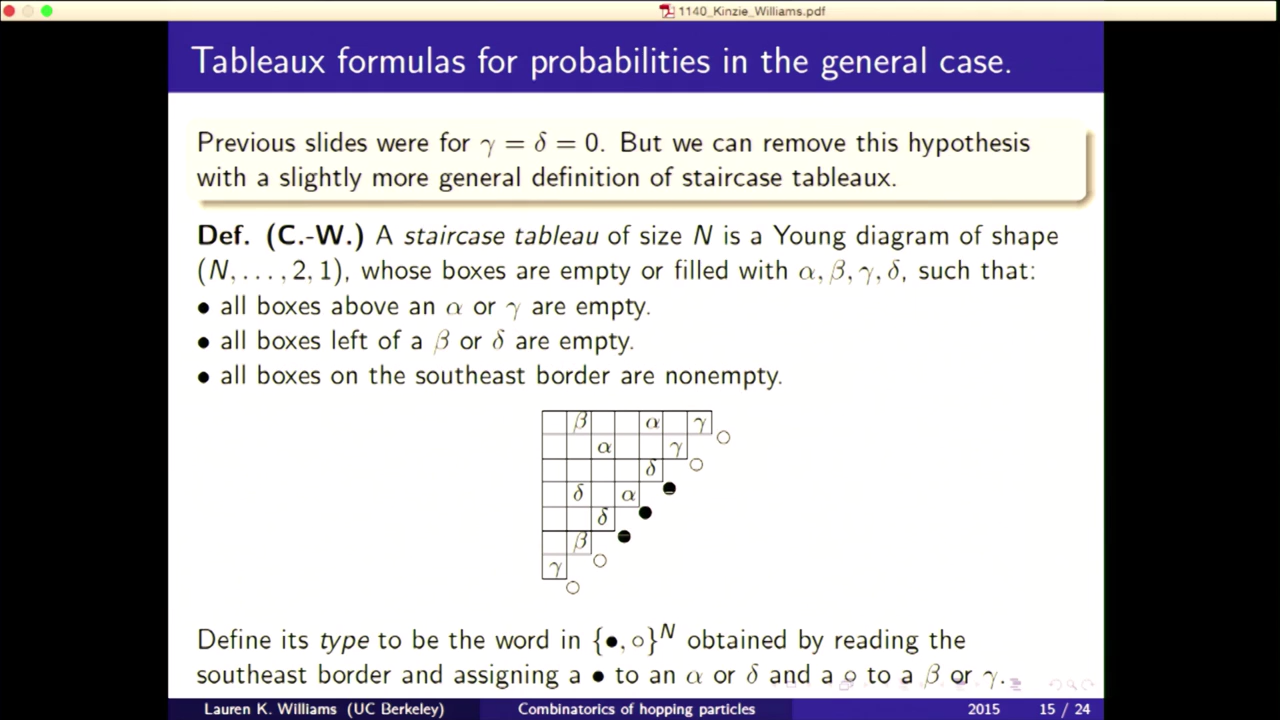 1140_Kinzie_Williams.pdf
Tableaux formulas for probabilities in the general case.
Previous slides were for γ = δ = 0. But we can remove this hypothesis
with a slightly more general definition of staircase tableaux.
Def. (C.-W.) A staircase tableau of size N is a Young diagram of shape
(N, . . . , 2, 1), whose boxes are empty or filled with α, β, γ, δ, such that:
• all boxes above an α or γ are empty.
• all boxes left of a β or δ are empty.
• all boxes on the southeast border are nonempty.
β α γ
α γ
δ
δ α
δ
β
γ
Define its type to be the word in {●, ○}^N obtained by reading the
southeast border and assigning a ● to an α or δ and a ○ to a β or γ.
Lauren K. Williams (UC Berkeley) Combinatorics of hopping particles 2015 15 / 24